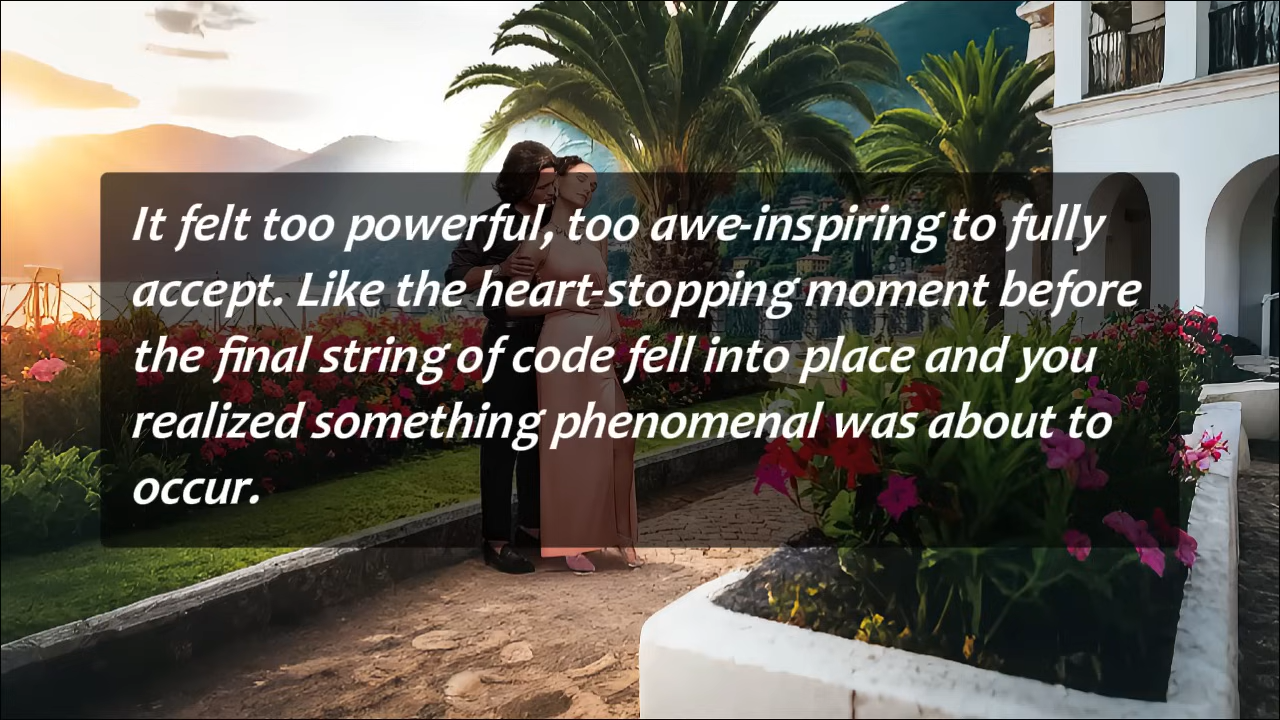 It felt too powerful, too awe-inspiring to fully
accept. Like the heart-stopping moment before
the final string of code fell into place and you
realized something phenomenal was about to
occur.